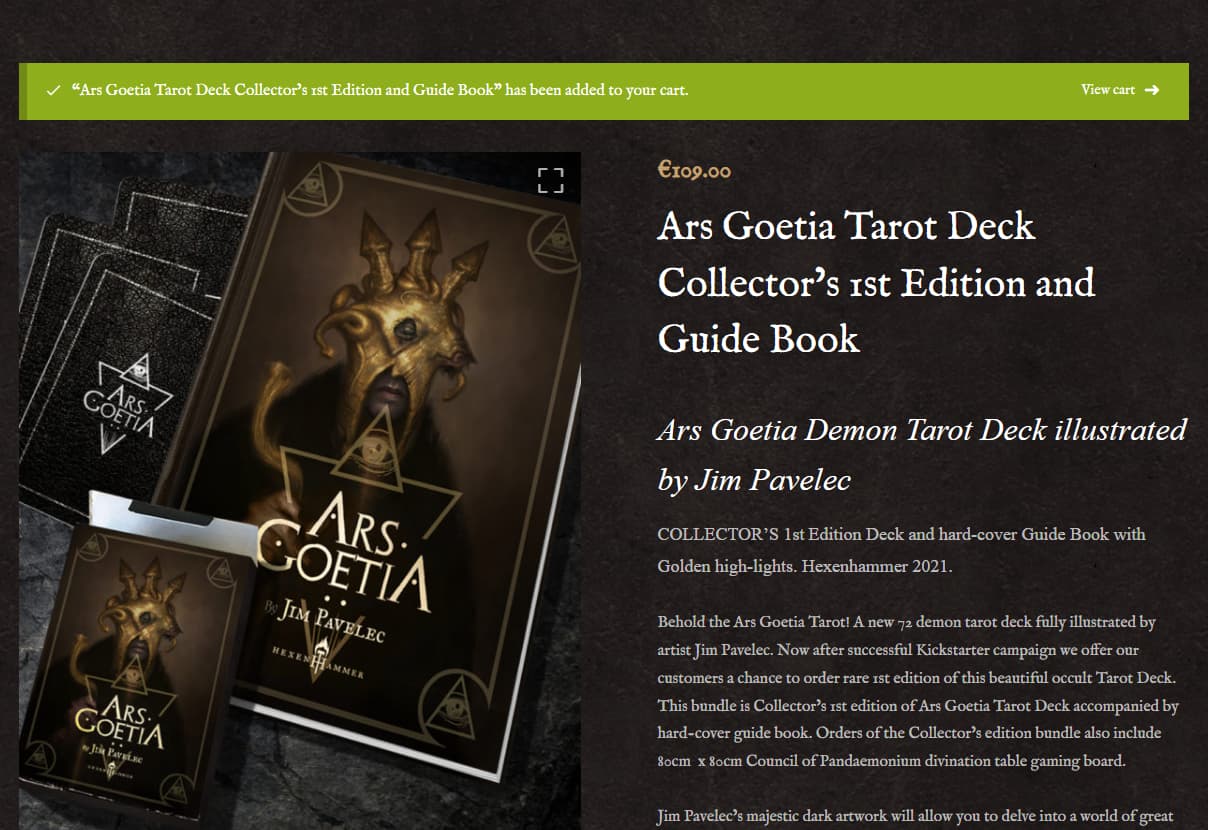 “Ars Goetia Tarot Deck Collector’s 1st Edition and Guide Book” has been added to your cart.
View cart
ARS
GOETIA
ARS.
GOETIA
By JIM PAVELEC
HEXENHAMMER
ARS.
GOETIA
By JIM PAVELEC
HEXENHAMMER
€109.00
Ars Goetia Tarot Deck
Collector’s 1st Edition and
Guide Book
Ars Goetia Demon Tarot Deck illustrated
by Jim Pavelec
COLLECTOR’S 1st Edition Deck and hard-cover Guide Book with
Golden high-lights. Hexenhammer 2021.
Behold the Ars Goetia Tarot! A new 72 demon tarot deck fully illustrated by
artist Jim Pavelec. Now after successful Kickstarter campaign we offer our
customers a chance to order rare 1st edition of this beautiful occult Tarot Deck.
This bundle is Collector’s 1st edition of Ars Goetia Tarot Deck accompanied by
hard-cover guide book. Orders of the Collector’s edition bundle also include
80cm x 80cm Council of Pandaemonium divination table gaming board.
Jim Pavelec’s majestic dark artwork will allow you to delve into a world of great